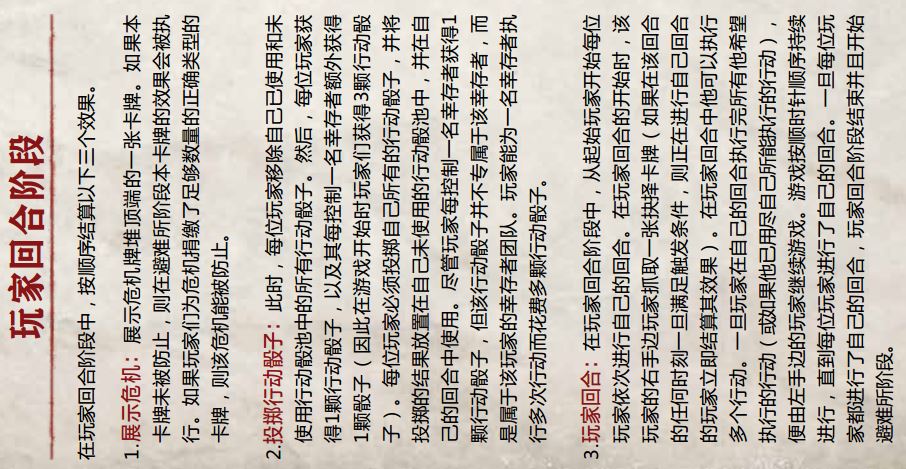 玩家回合阶段
在玩家回合阶段中，按顺序结算以下三个效果。
1.展示危机：展示危机牌堆顶端的一张卡牌。如果本
卡牌未被防止，则在避难所阶段本卡牌的效果会被执
行。如果玩家们为危机捐缴了足够数量的正确类型的
卡牌，则该危机能被防止。
2.投掷行动骰子：此时，每位玩家移除自己已使用和未
使用行动骰池中的所有行动骰子。然后，每位玩家获
得1颗行动骰子，以及其每控制一名幸存者额外获得
1颗骰子（因此在游戏开始时玩家们获得3颗行动骰
子）。每位玩家必须投掷自己所有的行动骰子，并将
投掷的结果放置在自己未使用的行动骰池中，并在自
己的回合中使用。尽管玩家每控制一名幸存者获得1
颗行动骰子，但该行动骰子并不专属于该幸存者，而
是属于该玩家的幸存者团队。玩家能为一名幸存者执
行多次行动而花费多颗行动骰子。
3.玩家回合：在玩家回合阶段中，从起始玩家开始每位
玩家依次进行自己的回合。在玩家回合的开始时，该
玩家的右手边玩家抓取一张抉择卡牌（如果在该回合
的任何时刻一旦满足触发条件，则正在进行自己回合
的玩家立即结算其效果）。在玩家回合中他可以执行
多个行动。一旦玩家在自己的回合执行完所有他希望
执行的行动（或如果他已用尽自己所能执行的行动），
便由左手边的玩家继续游戏。游戏按顺时针顺序持续
进行，直到每位玩家进行了自己的回合。一旦每位玩
家都进行了自己的回合，玩家回合阶段结束并且开始
避难所阶段。